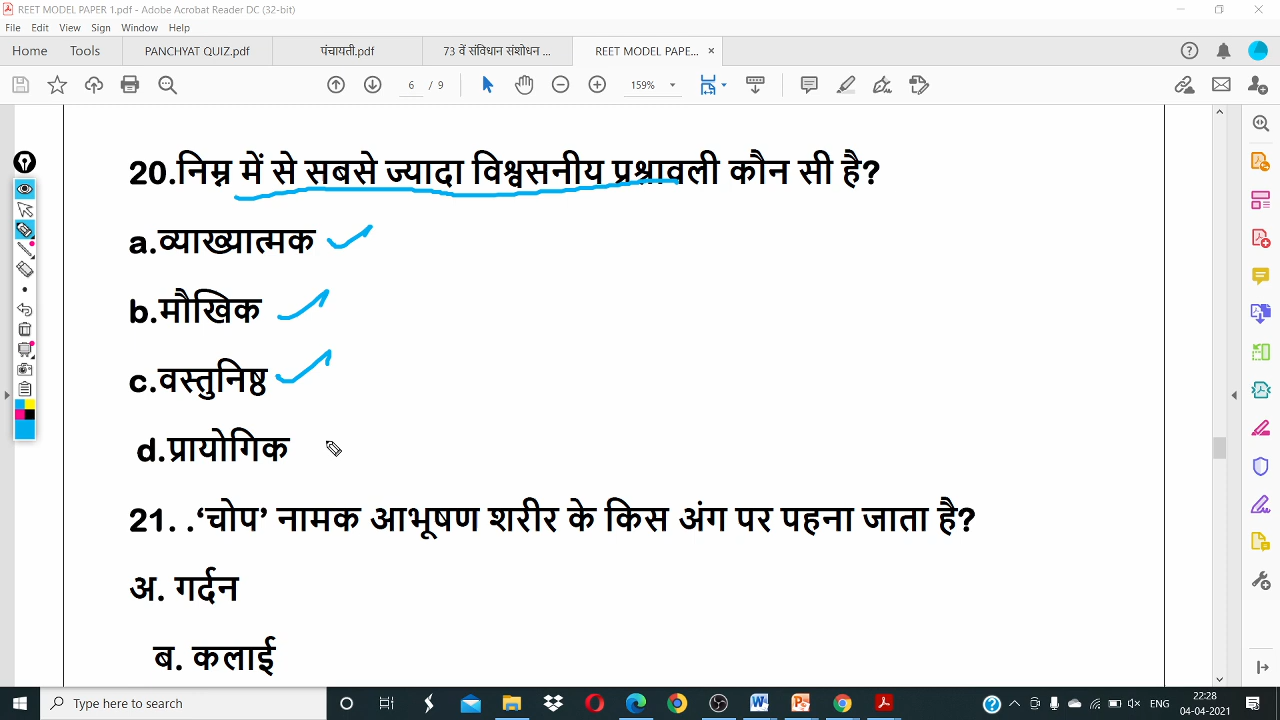 REET MODEL PAPER 1.pdf - Adobe Acrobat Reader DC (32-bit)
File Edit View Sign Window Help
Home Tools PANCHYAT QUIZ.pdf पंचायती.pdf 73 वें संविधान संशोधन ... REET MODEL PAPE... ×
6 / 9 159%
20.निम्न में से सबसे ज्यादा विश्वसनीय प्रश्नावली कौन सी है?
a.व्याख्यात्मक
b.मौखिक
c.वस्तुनिष्ठ
d.प्रायोगिक
21. .‘चोप’ नामक आभूषण शरीर के किस अंग पर पहना जाता है?
अ. गर्दन
ब. कलाई
Type here to search
ENG
22:28
04-04-2021